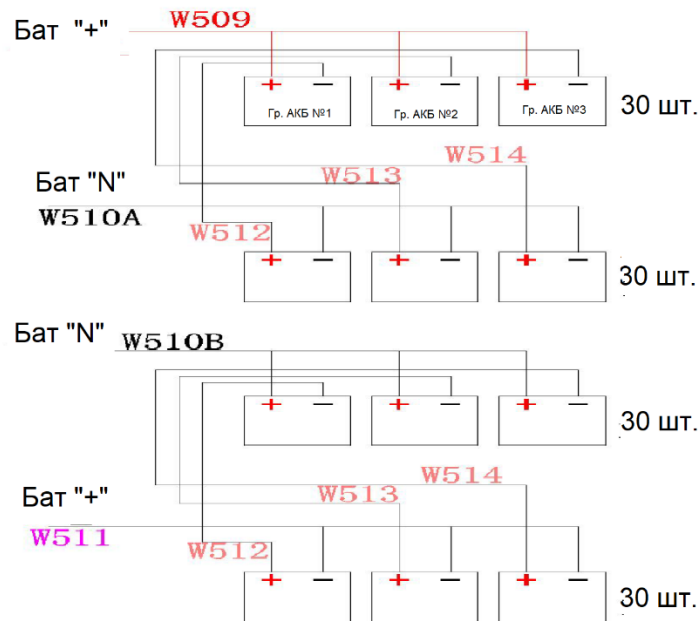 Бат "+" W509
+ − + − + −
Гр. АКБ №1 Гр. АКБ №2 Гр. АКБ №3 30 шт.
W514
Бат "N" W513
W510A W512
+ − + − + −
30 шт.
Бат "N" W510B
+ − + − + −
30 шт.
W514
Бат "+" W513
W511 W512
+ − + − + −
30 шт.